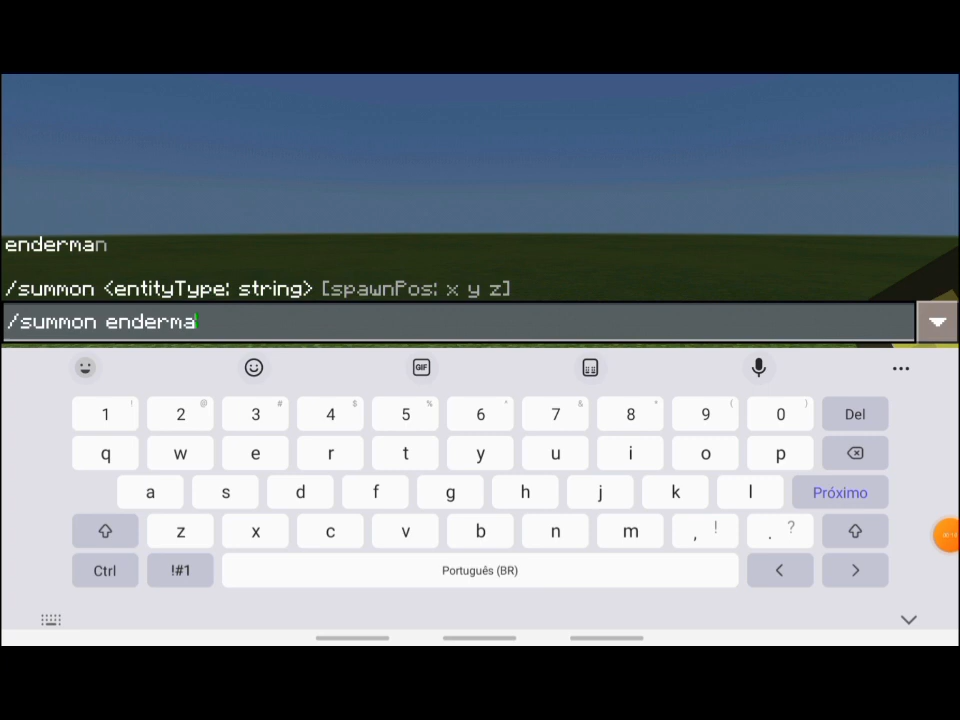 enderman
/summon <entityType: string> [spawnPos: x y z]
/summon enderma
GIF
1 ! 2 @ 3 # 4 $ 5 % 6 ^ 7 & 8 * 9 ( 0 ) Del
q w e r t y u i o p
a s d f g h j k l Próximo
z x c v b n m , ! . ?
Ctrl !#1 Português (BR) < >